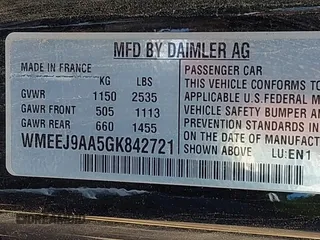 MFD BY DAIMLER AG
MADE IN FRANCE
KG LBS
GVWR 1150 2535
GAWR FRONT 505 1113
GAWR REAR 660 1455
WMEEJ9AA5GK842721
PASSENGER CAR
THIS VEHICLE CONFORMS TO
APPLICABLE U.S. FEDERAL M
VEHICLE SAFETY BUMPER AN
PREVENTION STANDARDS IN
ON THE DATE OF MANUFACT
LU:EN1